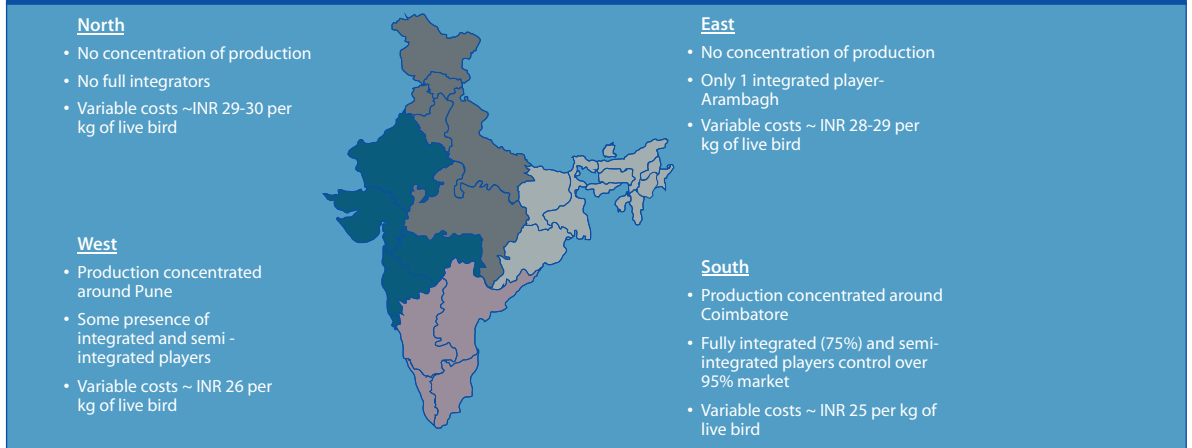 North
• No concentration of production
• No full integrators
• Variable costs ~INR 29-30 per
kg of live bird
East
• No concentration of production
• Only 1 integrated player-
Arambagh
• Variable costs ~ INR 28-29 per
kg of live bird
West
• Production concentrated
around Pune
• Some presence of
integrated and semi -
integrated players
• Variable costs ~ INR 26 per
kg of live bird
South
• Production concentrated around
Coimbatore
• Fully integrated (75%) and semi-
integrated players control over
95% market
• Variable costs ~ INR 25 per kg of
live bird